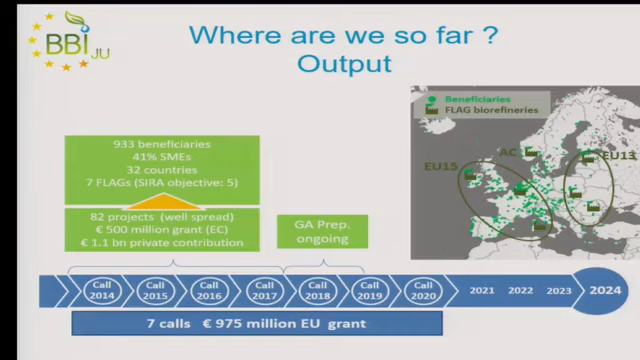 BBI JU
Where are we so far ?
Output
933 beneficiaries
41% SMEs
32 countries
7 FLAGs (SIRA objective: 5)
82 projects (well spread)
€ 500 million grant (EC)
€ 1.1 bn private contribution
GA Prep.
ongoing
Beneficiaries
FLAG biorefineries
AC
EU13
EU15
Call 2014
Call 2015
Call 2016
Call 2017
Call 2018
Call 2019
Call 2020
2021
2022
2023
2024
7 calls € 975 million EU grant